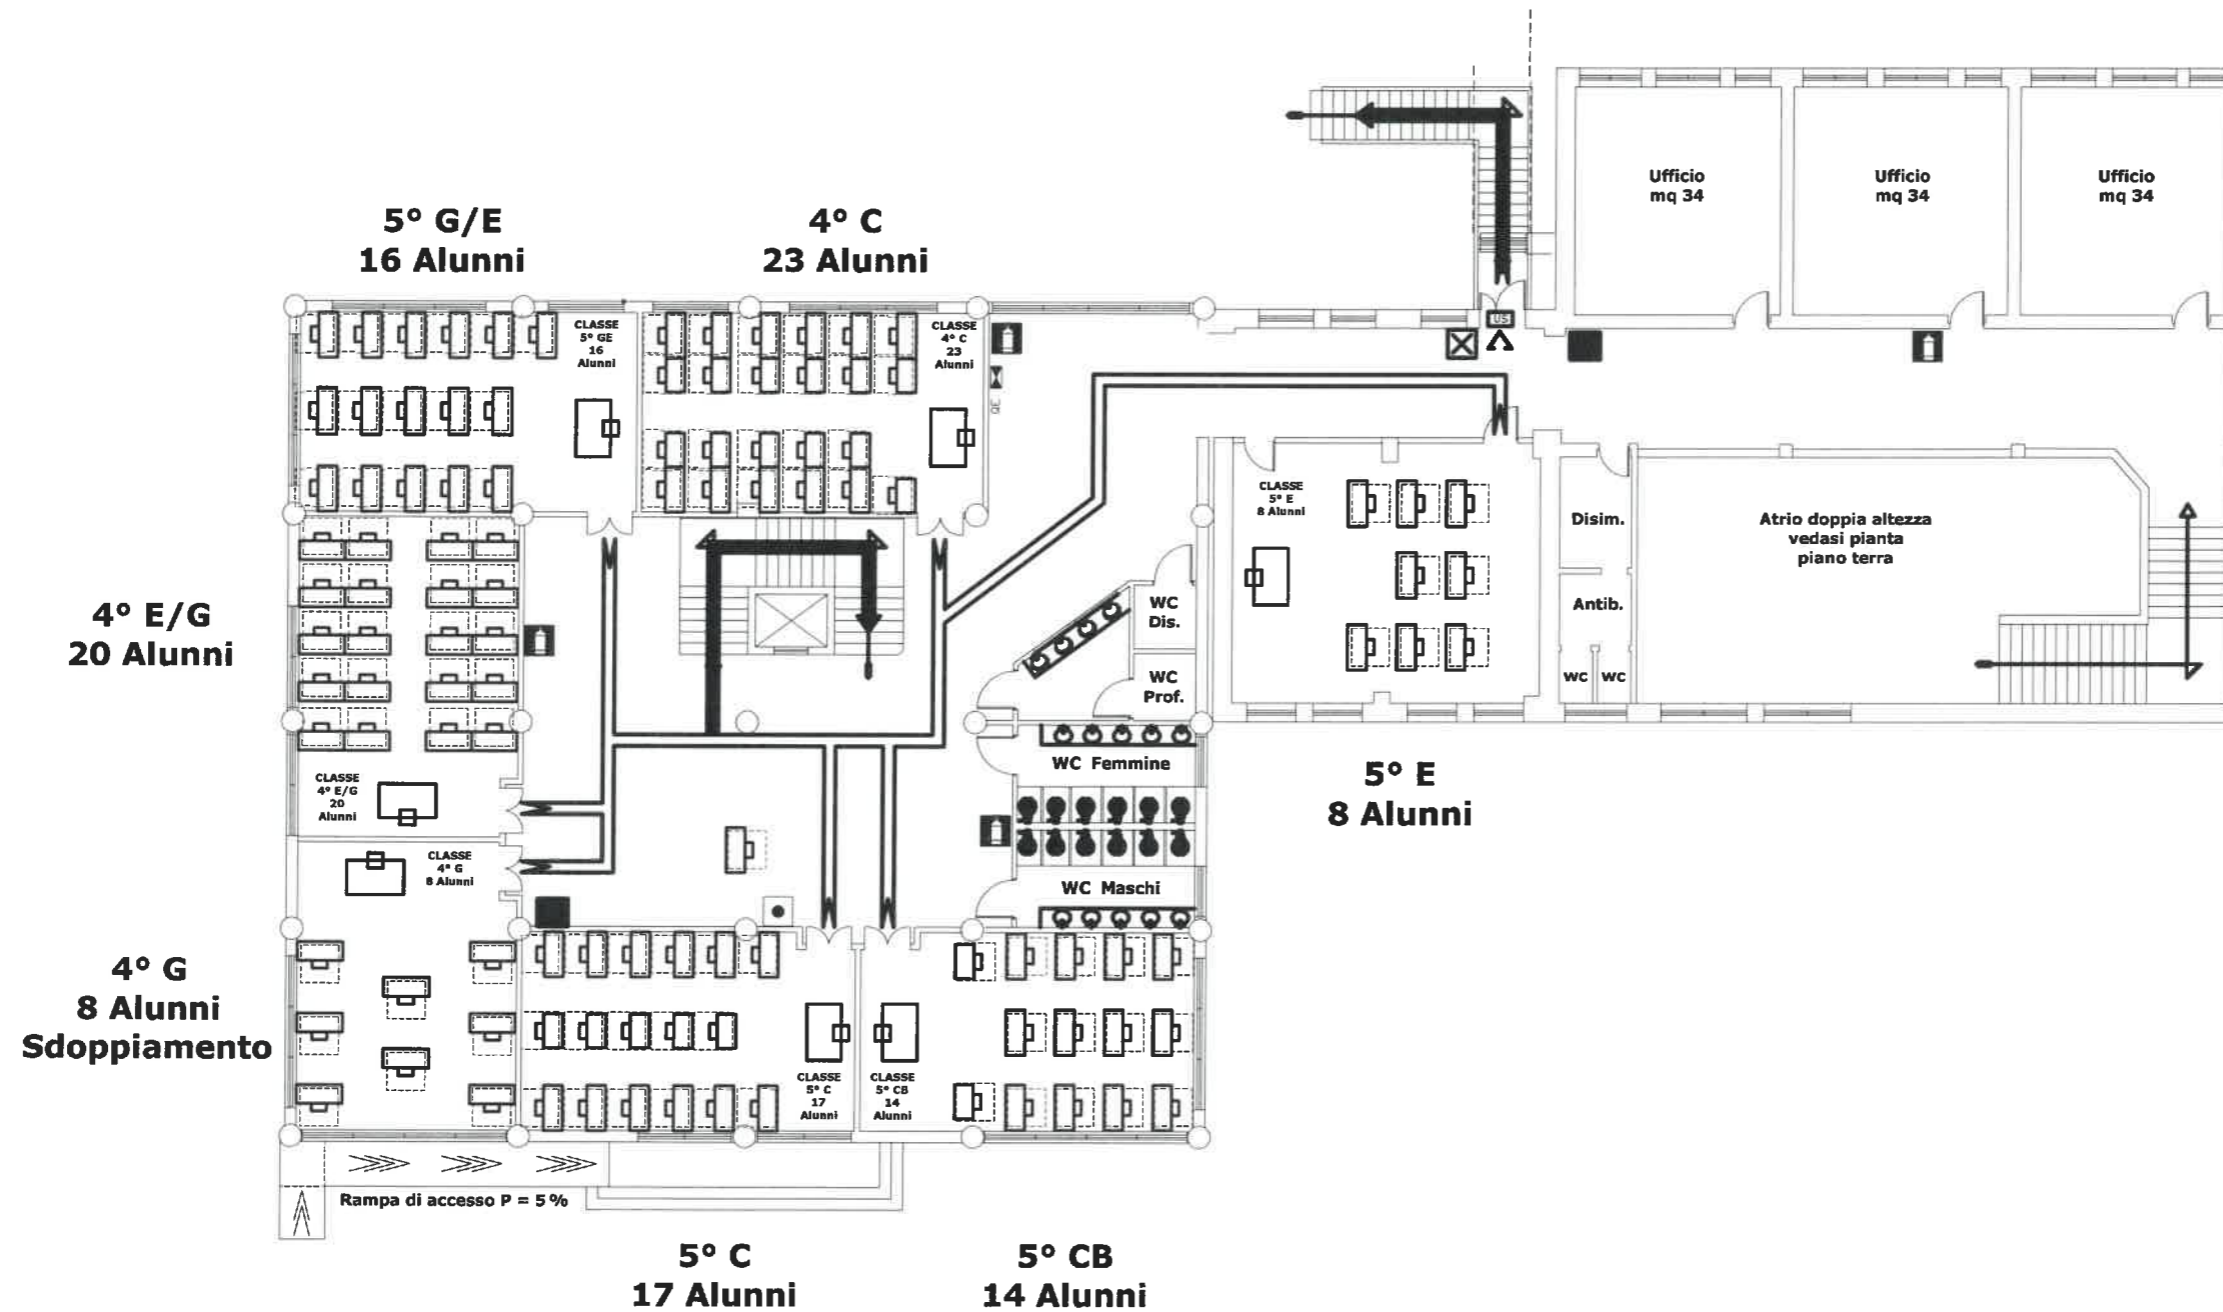 5° G/E
16 Alunni
4° C
23 Alunni
Ufficio
mq 34
Ufficio
mq 34
Ufficio
mq 34
CLASSE
5° GE
16
Alunni
CLASSE
4° C
23
Alunni
US
QE
4° E/G
20 Alunni
CLASSE
5° E
8 Alunni
Disim.
Antib.
WC
WC
Atrio doppia altezza
vedasi pianta
piano terra
WC
Dis.
WC
Prof.
WC Femmine
WC Maschi
5° E
8 Alunni
CLASSE
4° E/G
20
Alunni
CLASSE
4° G
8 Alunni
4° G
8 Alunni
Sdoppiamento
CLASSE
5° C
17
Alunni
CLASSE
5° CB
14
Alunni
Rampa di accesso P = 5 %
5° C
17 Alunni
5° CB
14 Alunni